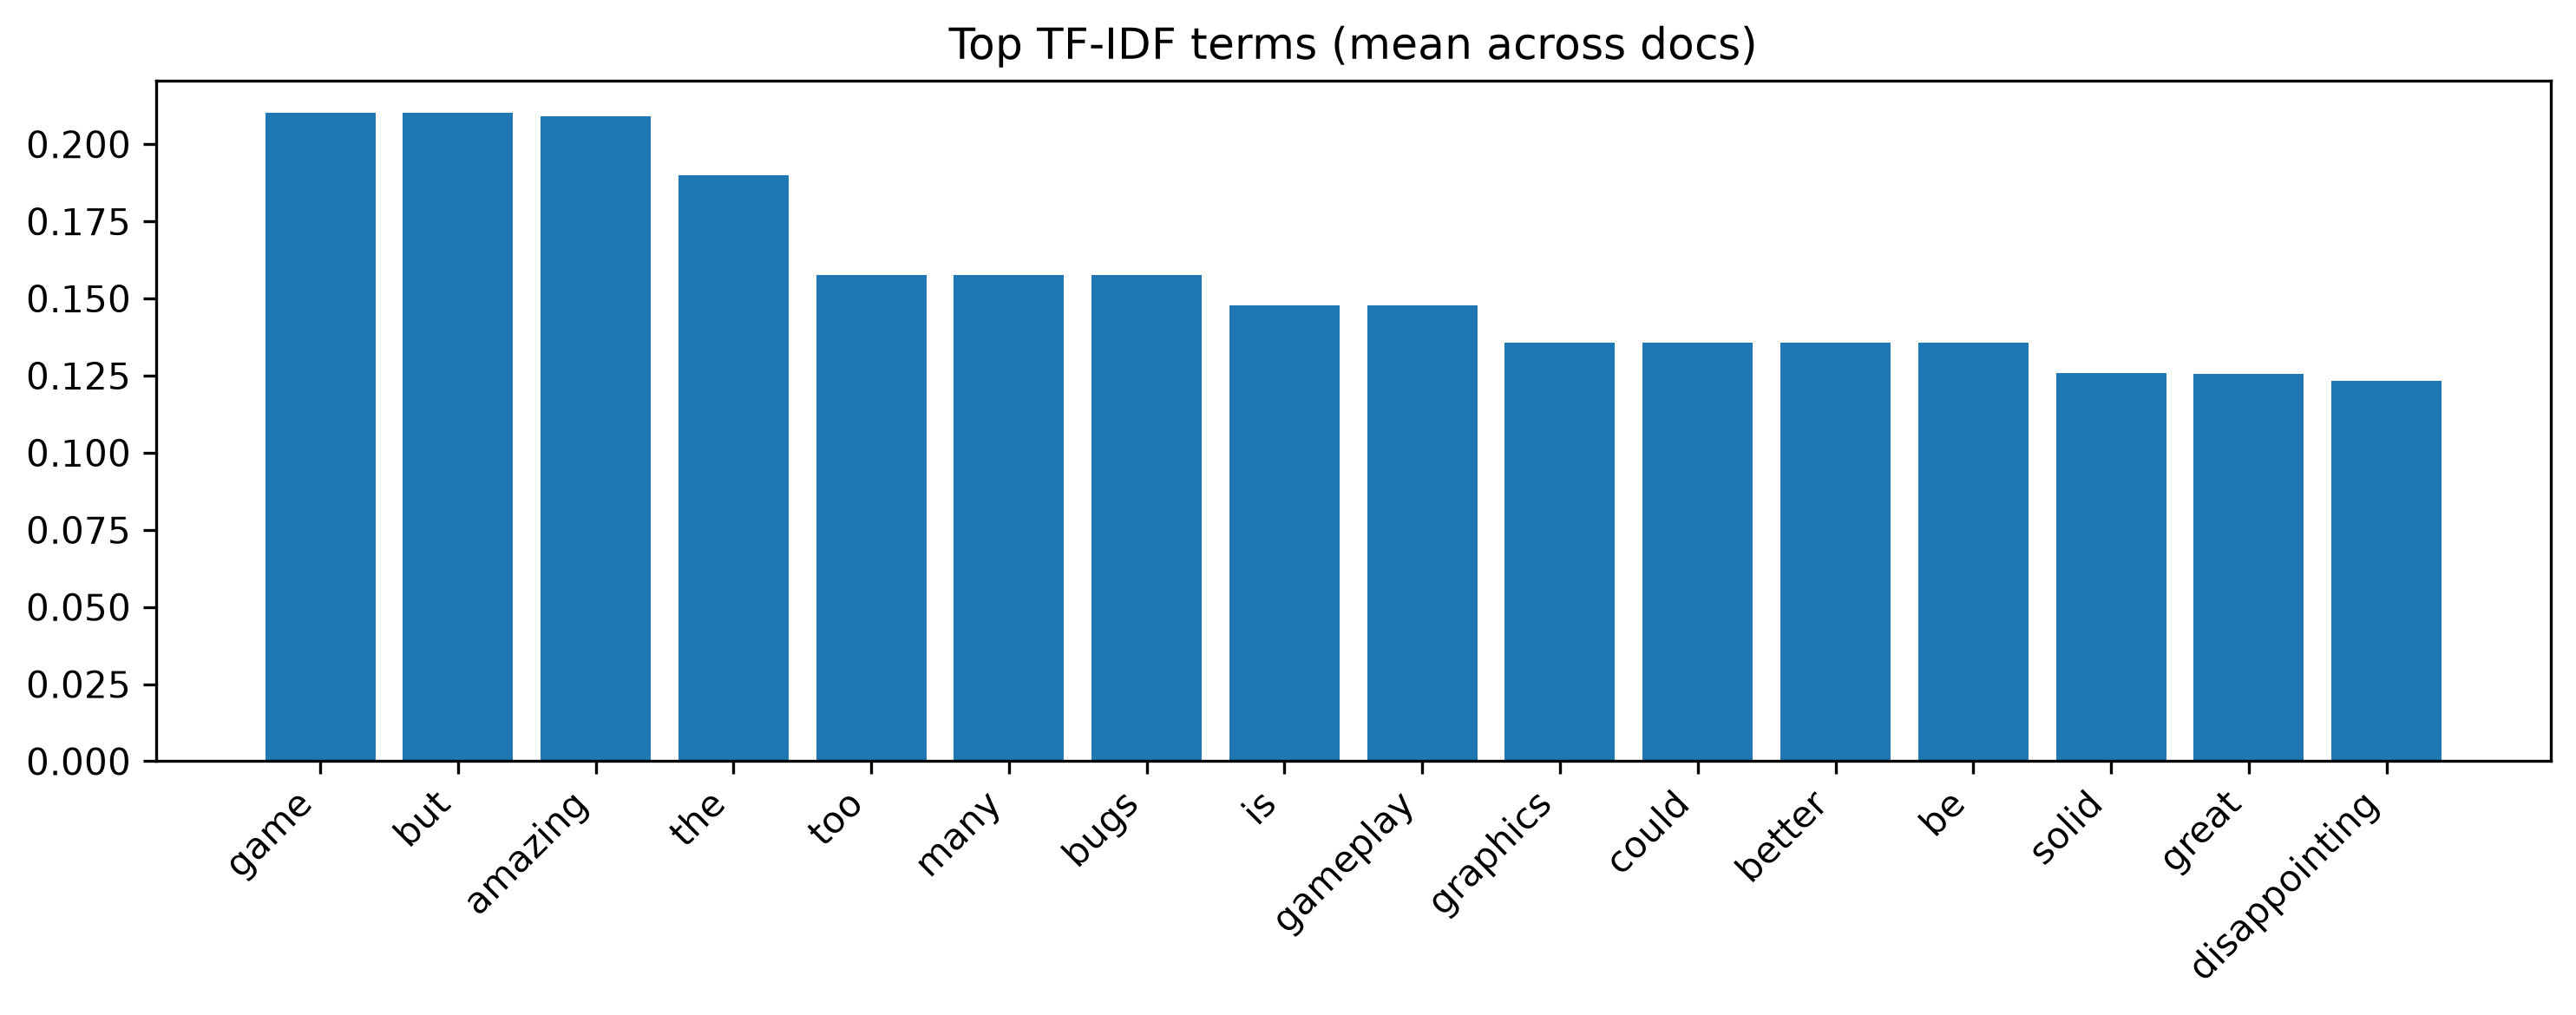 Top TF-IDF terms (mean across docs)
0.200
0.175
0.150
0.125
0.100
0.075
0.050
0.025
0.000
game
but
amazing
the
too
many
bugs
is
gameplay
graphics
could
better
be
solid
great
disappointing